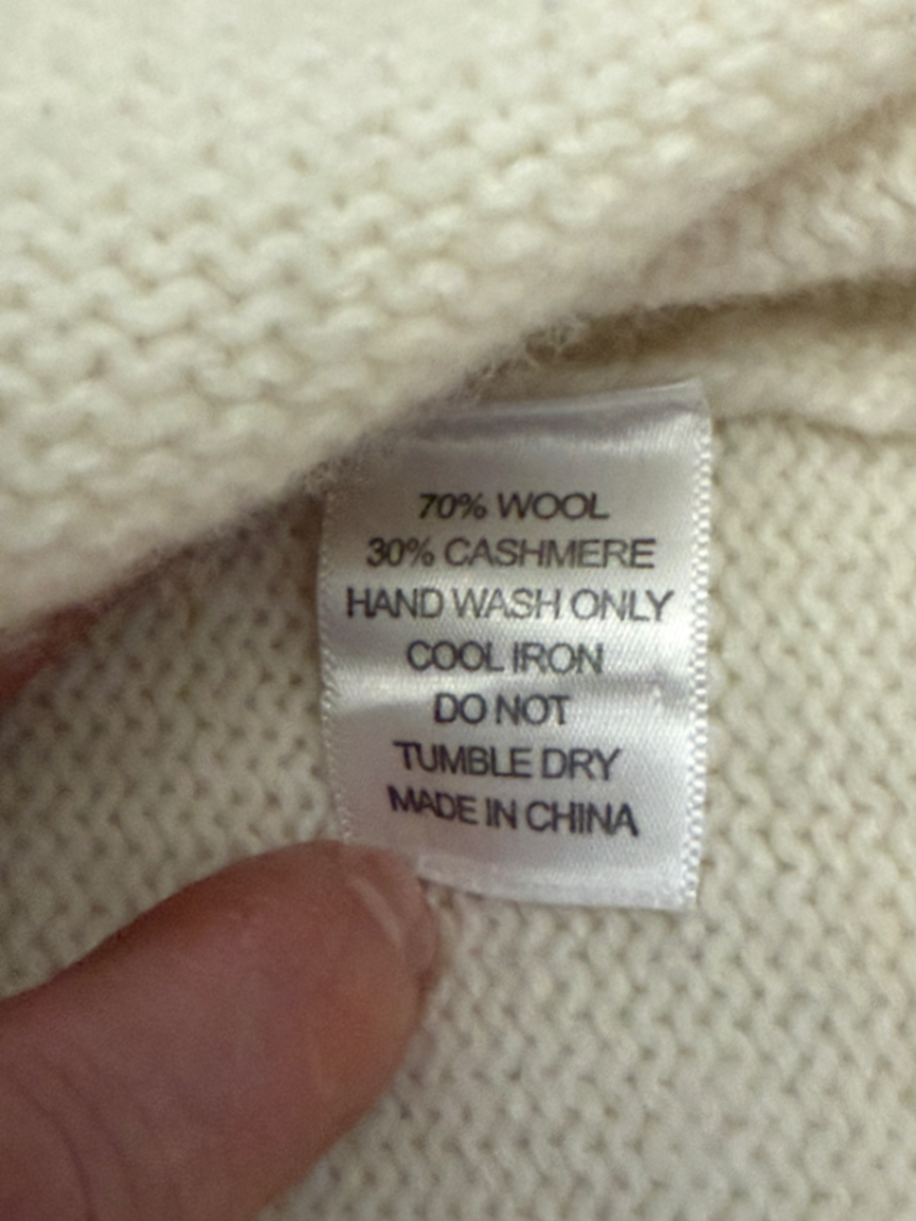 70% WOOL
30% CASHMERE
HAND WASH ONLY
COOL IRON
DO NOT
TUMBLE DRY
MADE IN CHINA